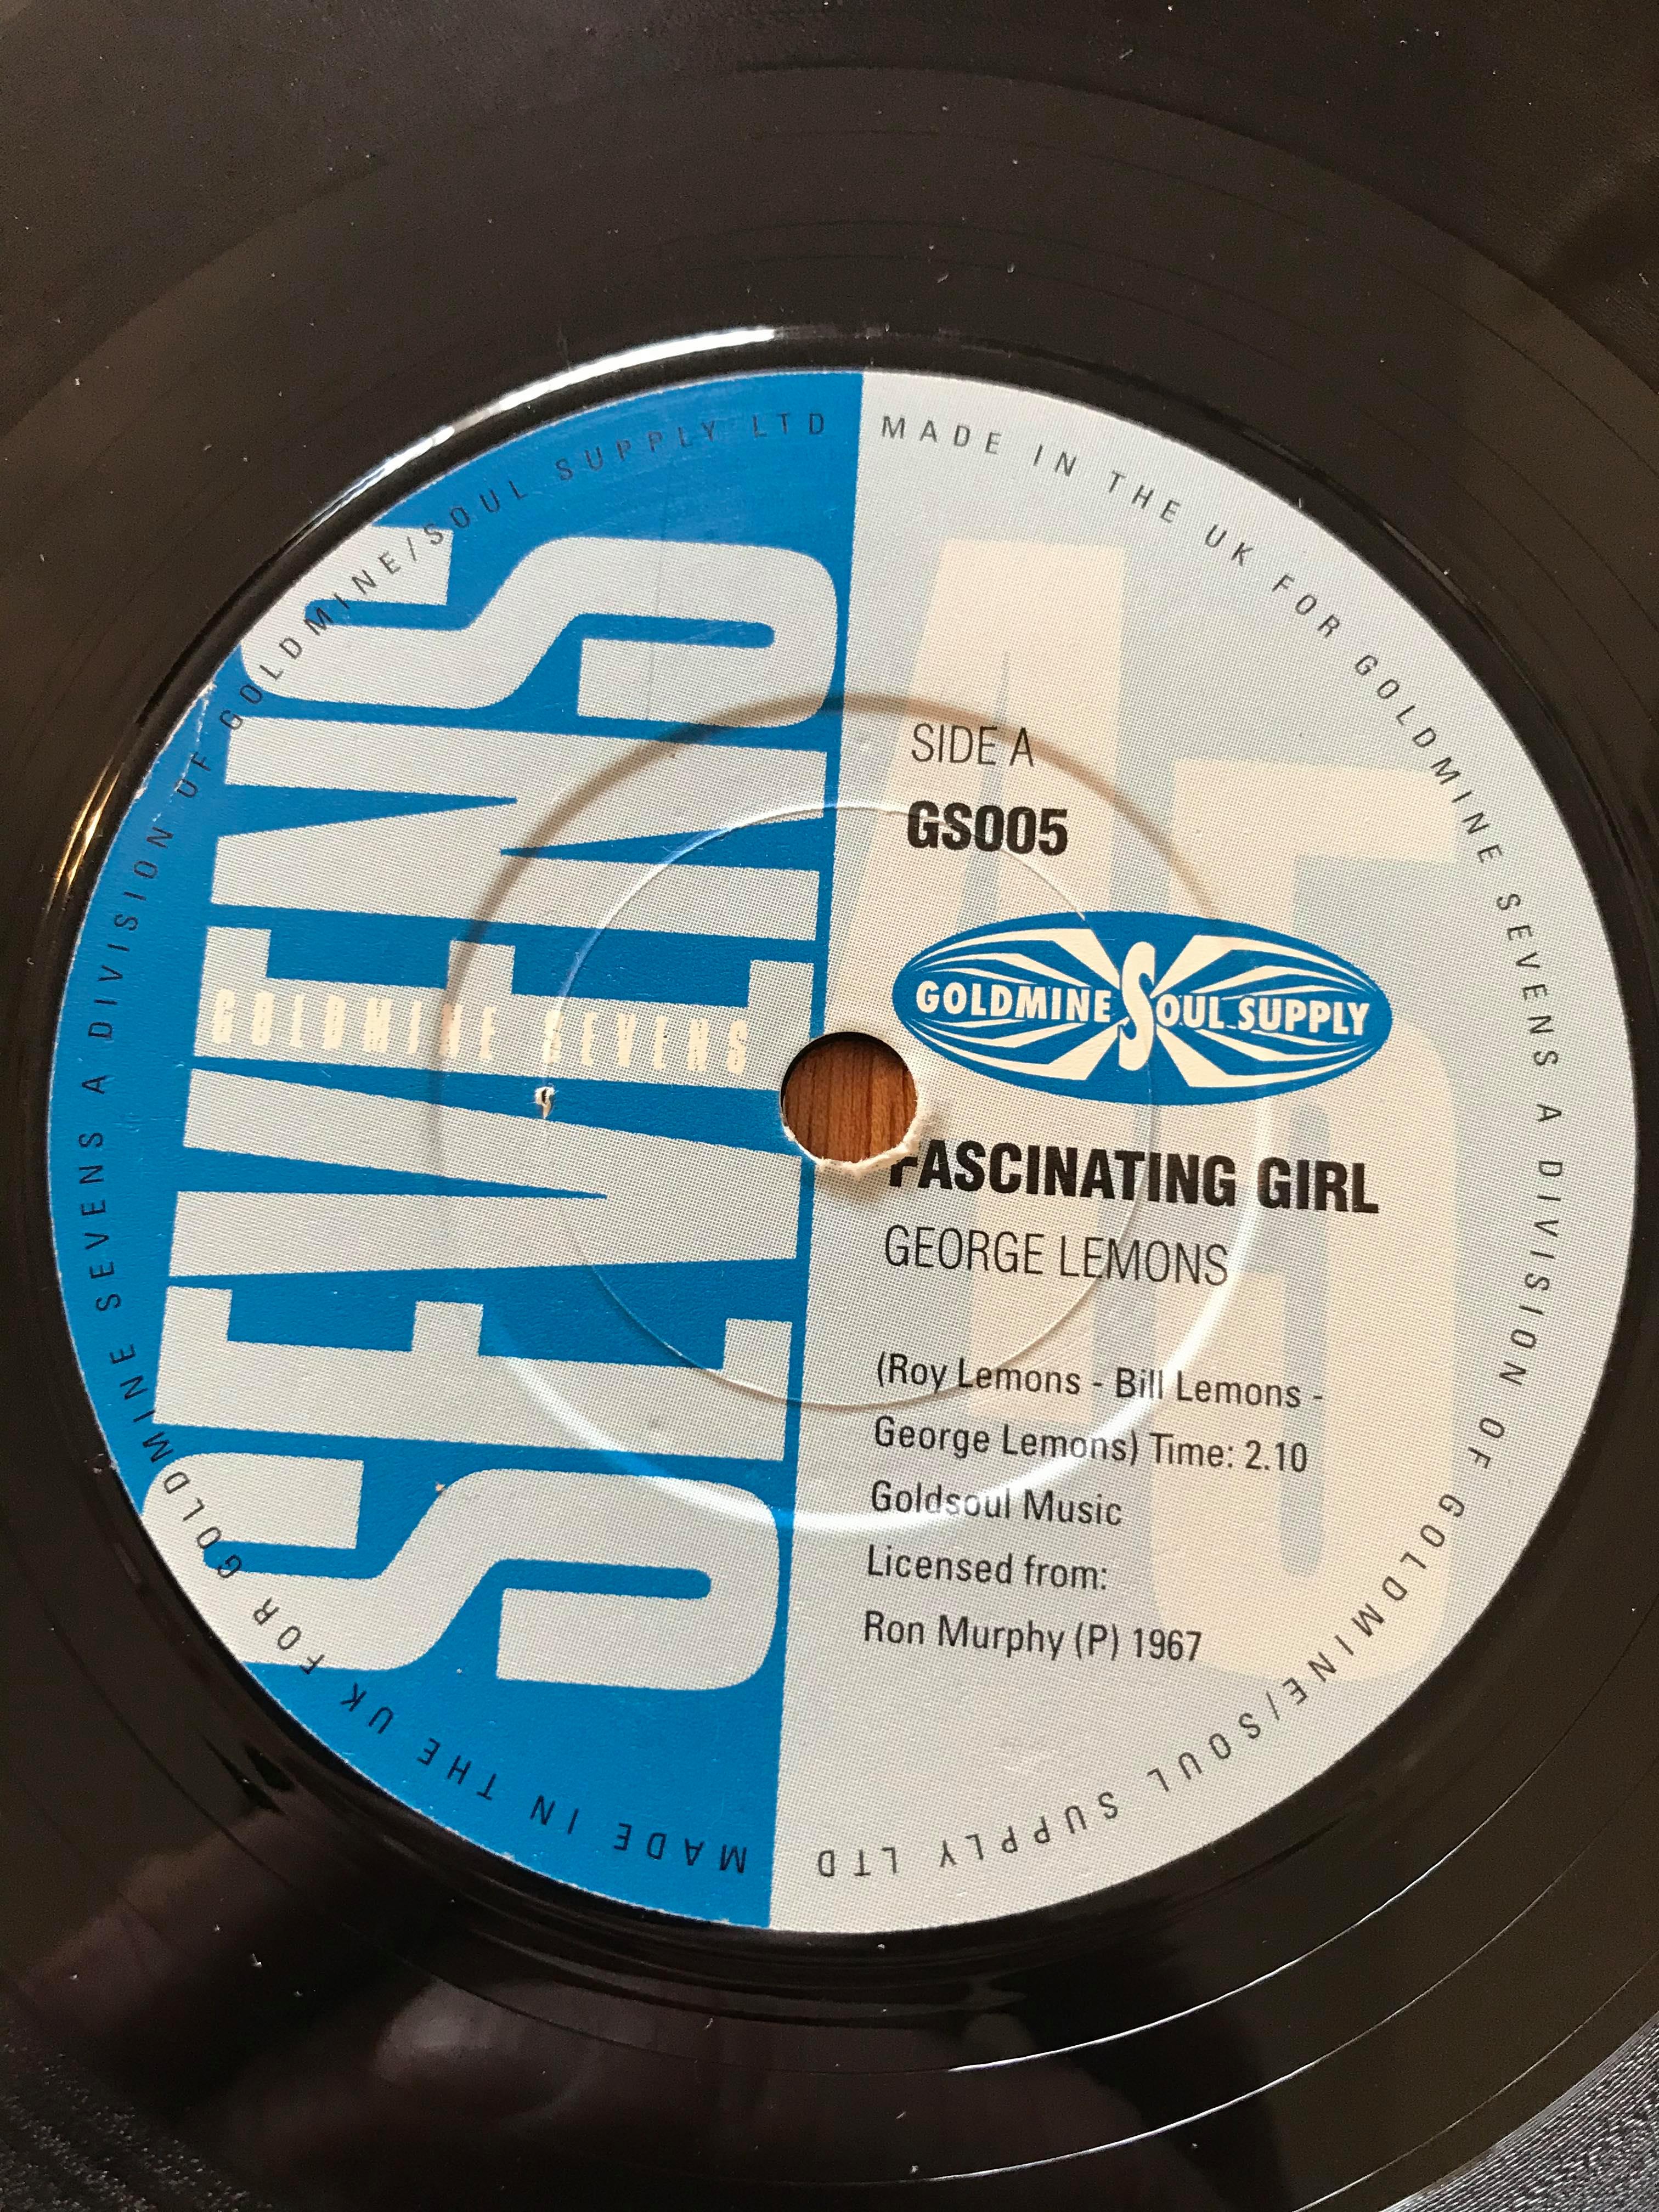 MADE IN THE UK FOR GOLDMINE SEVENS A DIVISION OF GOLDMINE/SOUL SUPPLY LTD
MADE IN THE UK FOR GOLDMINE SEVENS A DIVISION OF GOLDMINE/SOUL SUPPLY LTD
SEVENS
GOLDMINE SEVENS
45
SIDE A
GS005
GOLDMINE SOUL SUPPLY
FASCINATING GIRL
GEORGE LEMONS
(Roy Lemons - Bill Lemons -
George Lemons) Time: 2.10
Goldsoul Music
Licensed from:
Ron Murphy (P) 1967